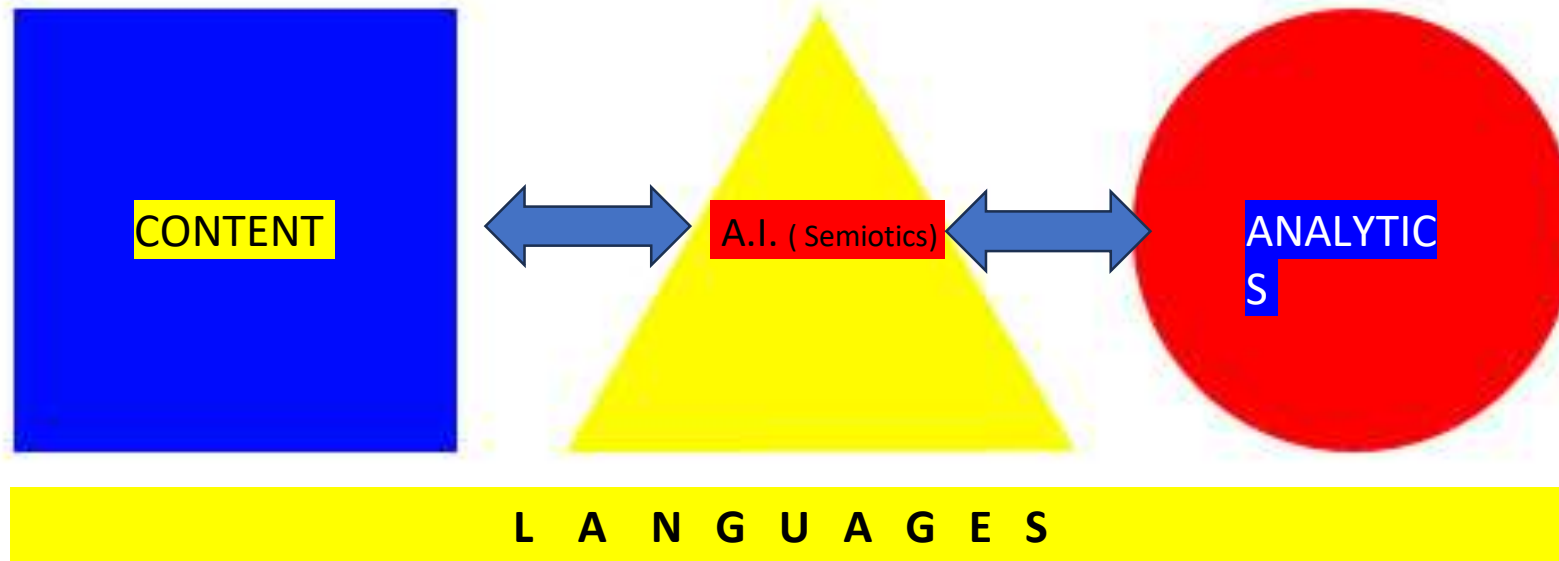 CONTENT
A.I. ( Semiotics)
ANALYTIC
S
L A N G U A G E S